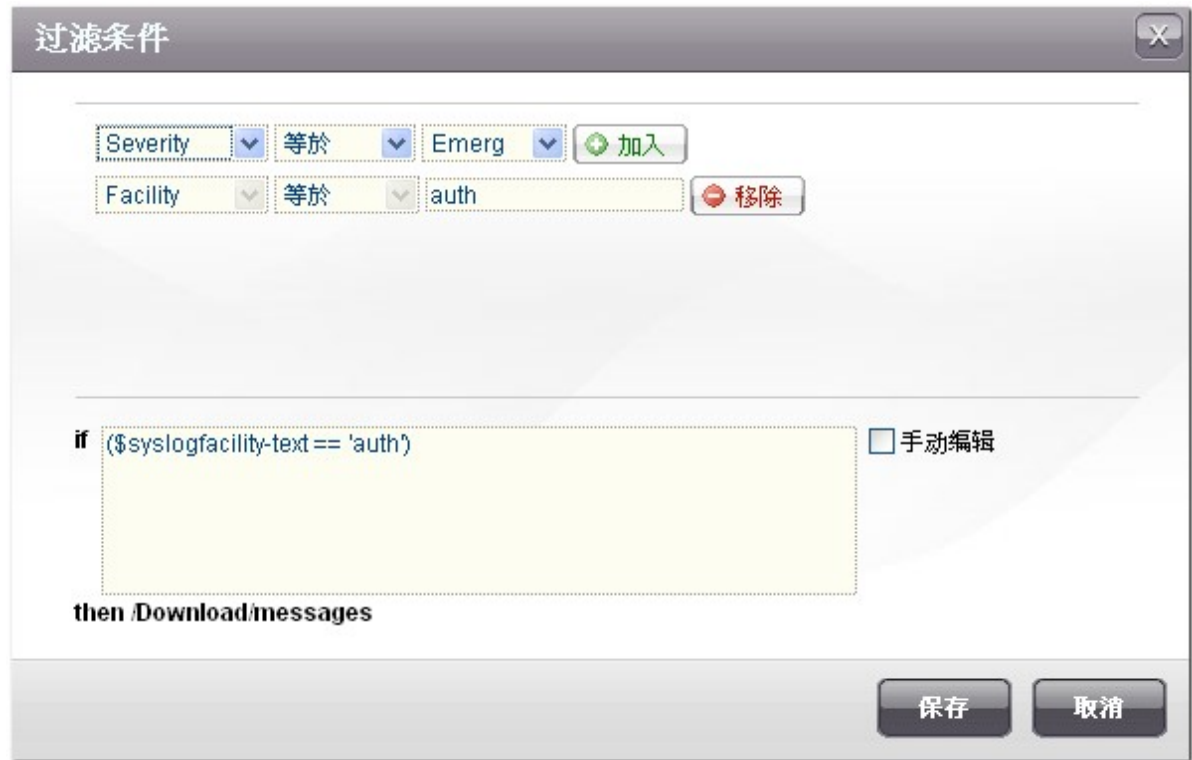 过滤条件 X
Severity 等於 Emerg 加入
Facility 等於 auth 移除
if ($syslogfacility-text == 'auth') 手动编辑
then /Download/messages
保存 取消